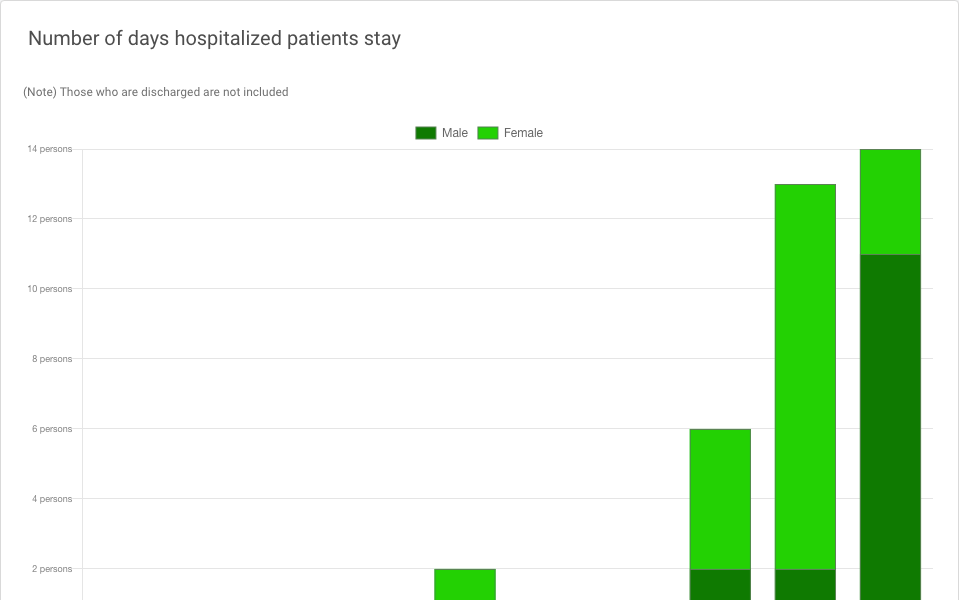 Number of days hospitalized patients stay
(Note) Those who are discharged are not included
Male Female
14 persons
12 persons
10 persons
8 persons
6 persons
4 persons
2 persons